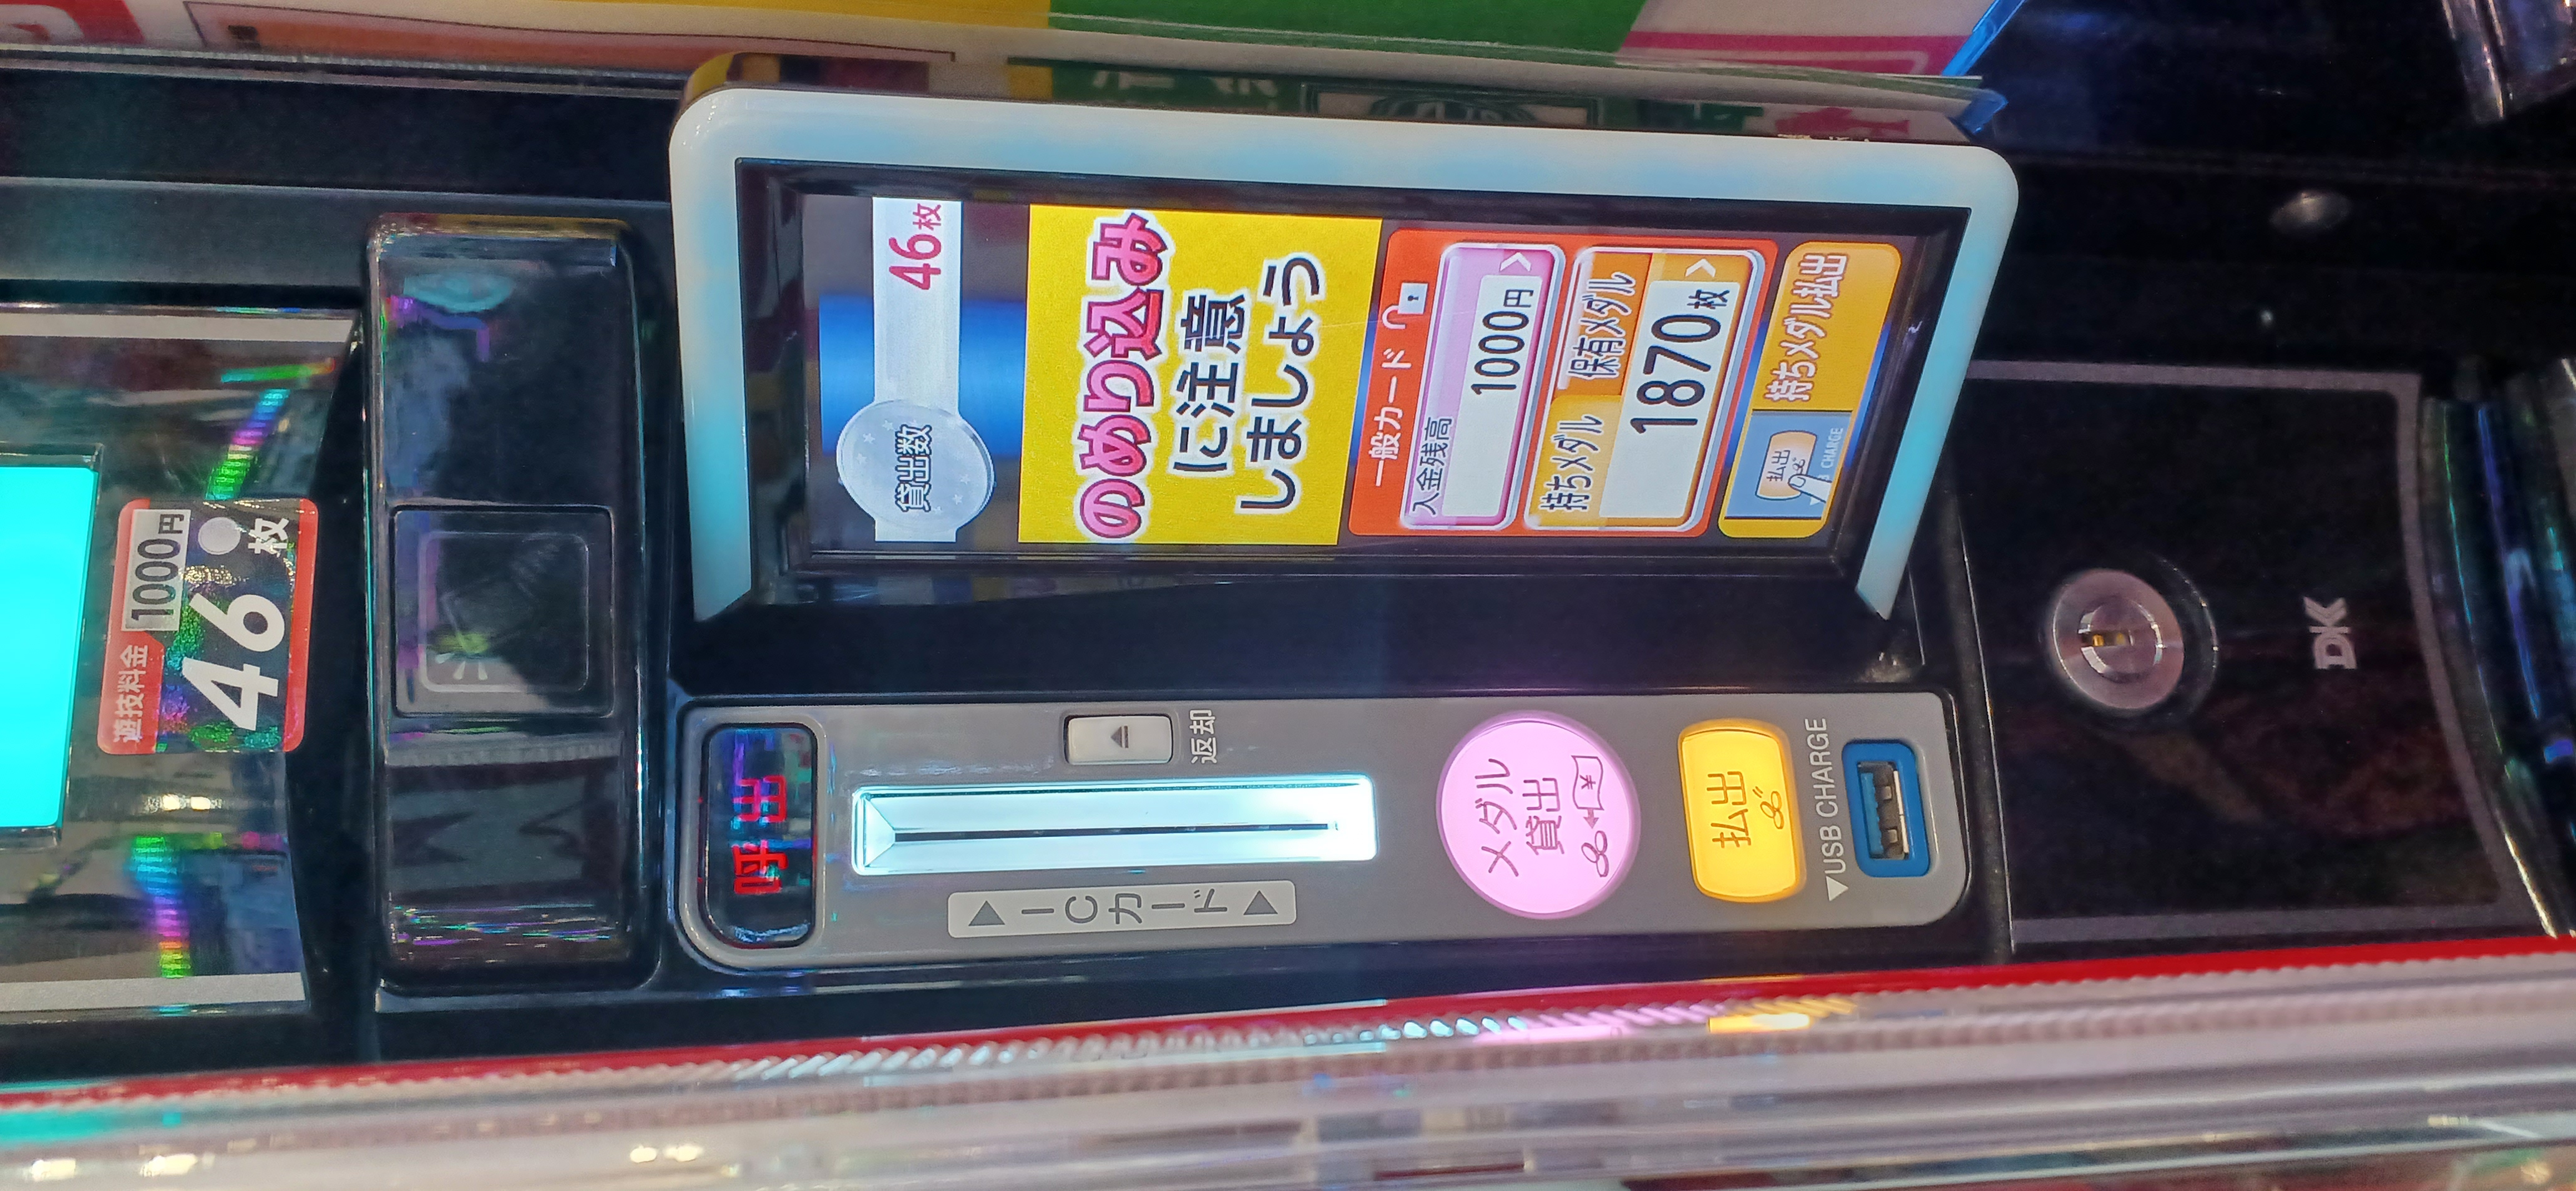 遊技料金
1000円
46枚
貸出数
46枚
のめり込み
に注意
しましょう
一般カード
入金残高
1000円
持ちメダル
保有メダル
1870枚
払出
CHARGE
持ちメダル払出
呼出
返却
ICカード
メダル
貸出
¥
払出
▼USB CHARGE
DK